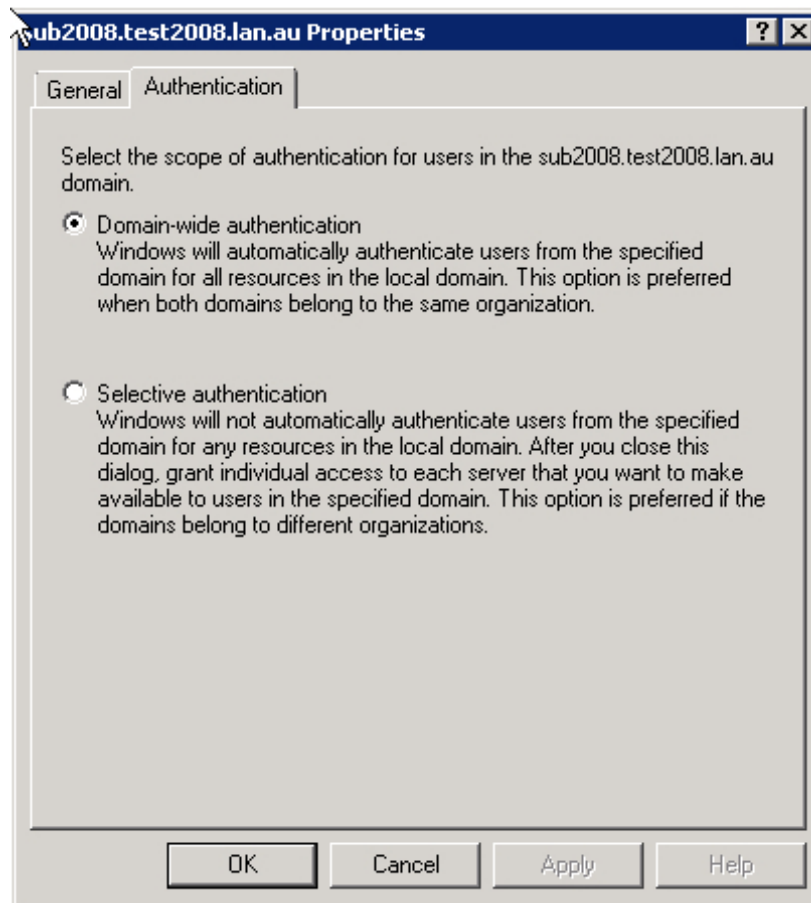 sub2008.test2008.lan.au Properties
General Authentication
Select the scope of authentication for users in the sub2008.test2008.lan.au
domain.
Domain-wide authentication
Windows will automatically authenticate users from the specified
domain for all resources in the local domain. This option is preferred
when both domains belong to the same organization.
Selective authentication
Windows will not automatically authenticate users from the specified
domain for any resources in the local domain. After you close this
dialog, grant individual access to each server that you want to make
available to users in the specified domain. This option is preferred if the
domains belong to different organizations.
OK Cancel Apply Help